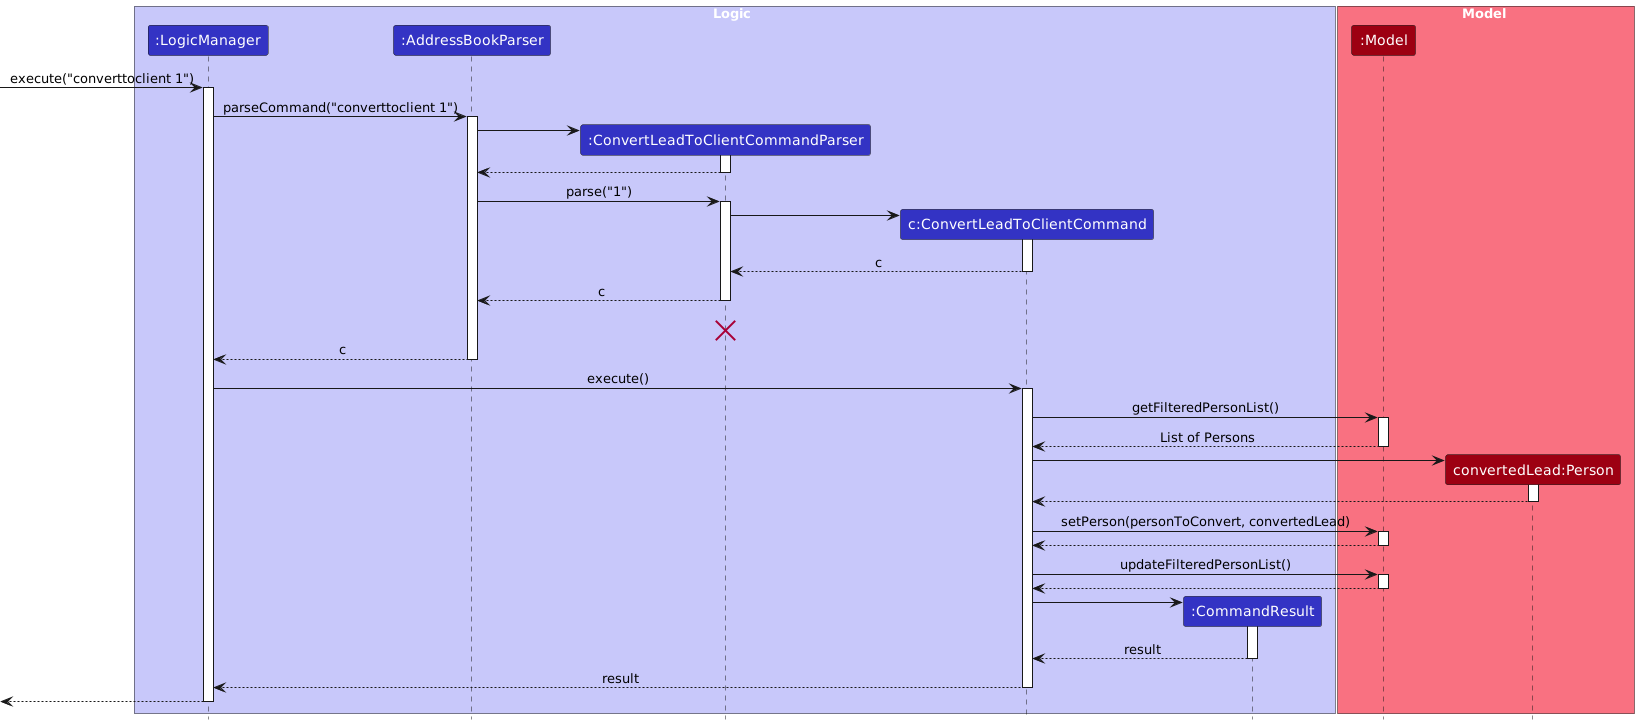 Logic
Model
:LogicManager
:AddressBookParser
:Model
execute("converttoclient 1")
parseCommand("converttoclient 1")
:ConvertLeadToClientCommandParser
parse("1")
c:ConvertLeadToClientCommand
c
c
c
execute()
getFilteredPersonList()
List of Persons
convertedLead:Person
setPerson(personToConvert, convertedLead)
updateFilteredPersonList()
:CommandResult
result
result